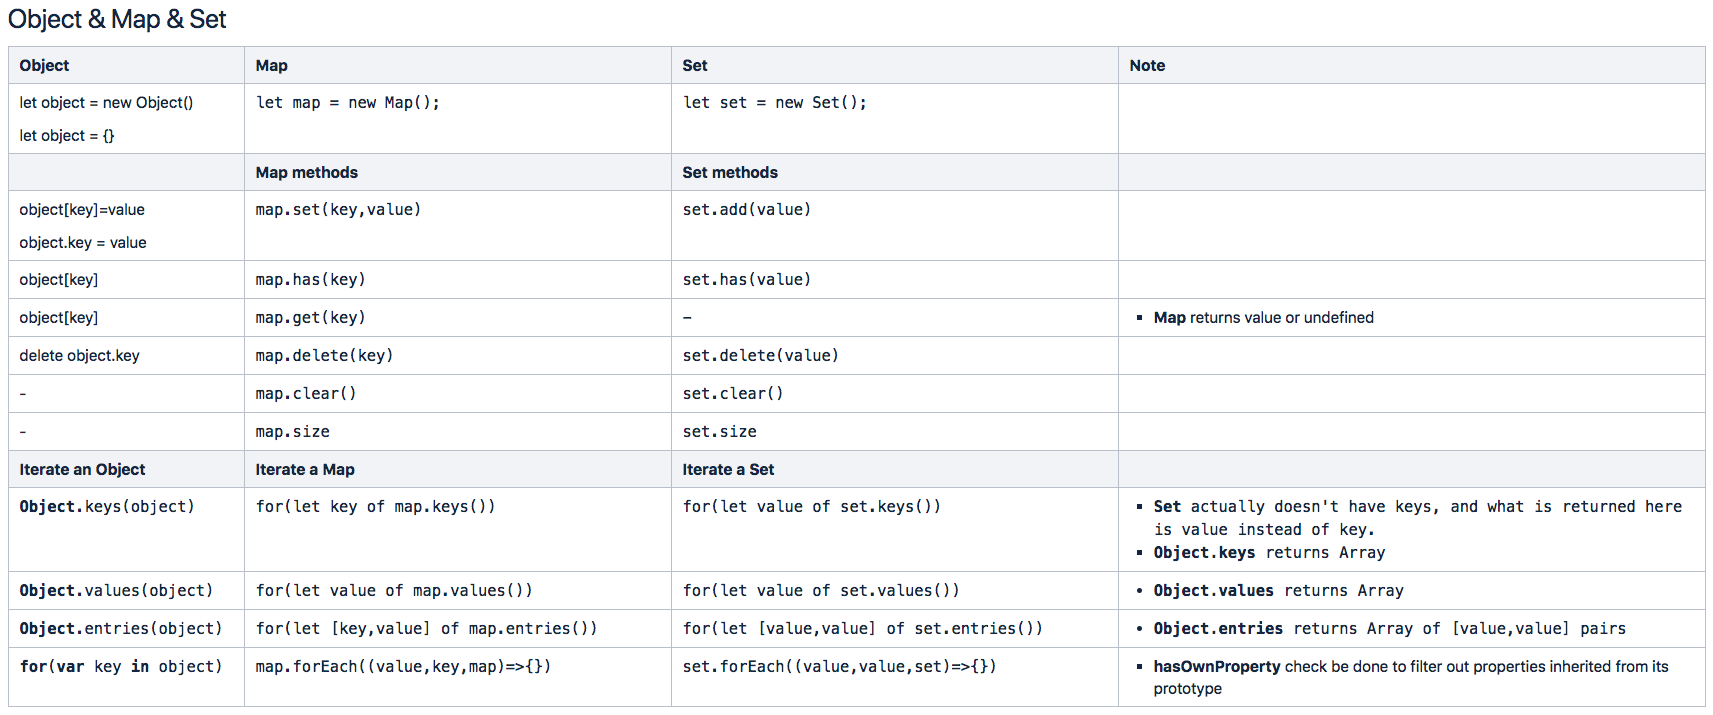 Object & Map & Set
Object Map Set Note
let object = new Object() let map = new Map(); let set = new Set();
let object = {}
Map methods Set methods
object[key]=value map.set(key,value) set.add(value)
object.key = value
object[key] map.has(key) set.has(value)
object[key] map.get(key) – ▪ Map returns value or undefined
delete object.key map.delete(key) set.delete(value)
- map.clear() set.clear()
- map.size set.size
Iterate an Object Iterate a Map Iterate a Set
Object.keys(object) for(let key of map.keys()) for(let value of set.keys()) ▪ Set actually doesn't have keys, and what is returned here
is value instead of key.
▪ Object.keys returns Array
Object.values(object) for(let value of map.values()) for(let value of set.values()) • Object.values returns Array
Object.entries(object) for(let [key,value] of map.entries()) for(let [value,value] of set.entries()) • Object.entries returns Array of [value,value] pairs
for(var key in object) map.forEach((value,key,map)=>{}) set.forEach((value,value,set)=>{}) ▪ hasOwnProperty check be done to filter out properties inherited from its
prototype